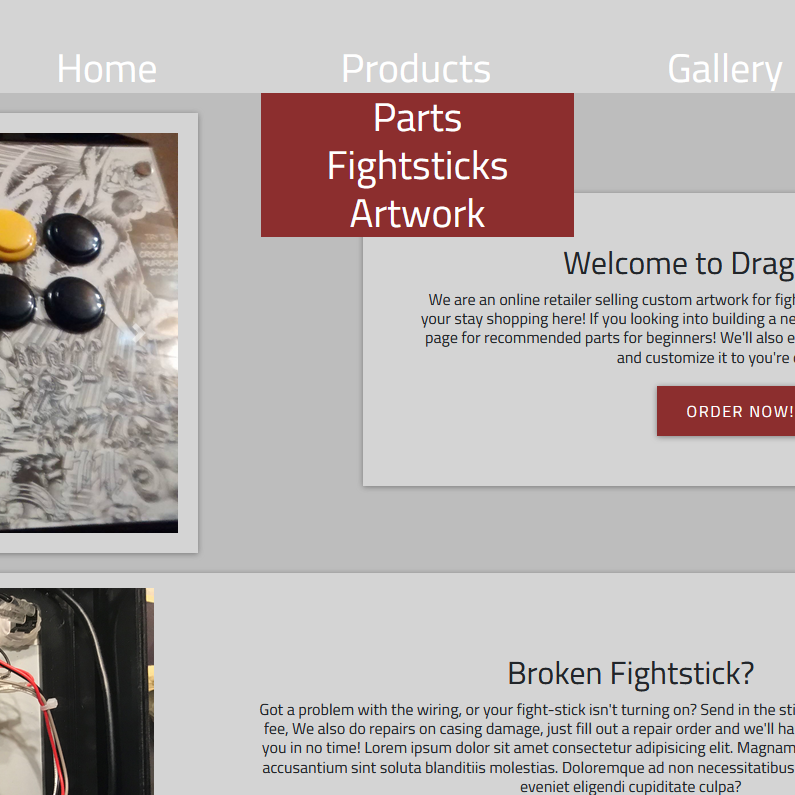 Home Products Gallery
Parts
Fightsticks
Artwork
Welcome to Drag
We are an online retailer selling custom artwork for figh
your stay shopping here! If you looking into building a ne
page for recommended parts for beginners! We'll also e
and customize it to you're
ORDER NOW!
Broken Fightstick?
Got a problem with the wiring, or your fight-stick isn't turning on? Send in the sti
fee, We also do repairs on casing damage, just fill out a repair order and we'll ha
you in no time! Lorem ipsum dolor sit amet consectetur adipisicing elit. Magnam
accusantium sint soluta blanditiis molestias. Doloremque ad non necessitatibus
eveniet eligendi cupiditate culpa?